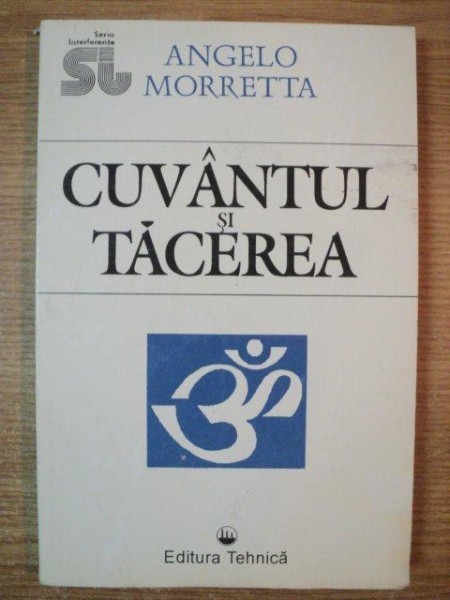 Seria
Interferențe
SI
ANGELO
MORRETTA
CUVÂNTUL
ȘI
TĂCEREA
ॐ
Editura Tehnică